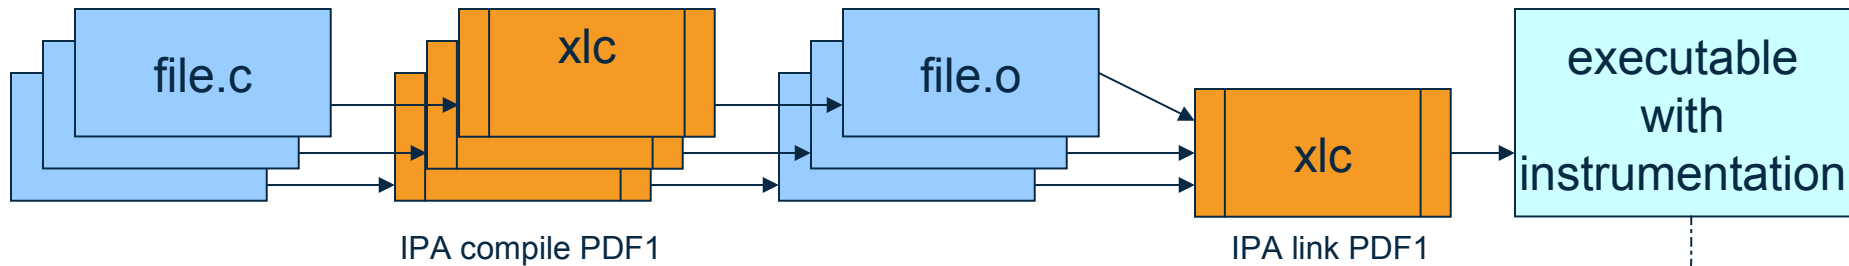 file.c
xlc
file.o
xlc
executable
with
instrumentation
IPA compile PDF1
IPA link PDF1